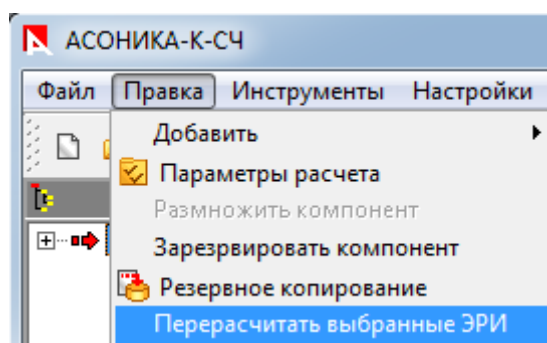 АСОНИКА-К-СЧ
Файл Правка Инструменты Настройки
Добавить
Параметры расчета
Размножить компонент
Зарезрвировать компонент
Резервное копирование
Перерасчитать выбранные ЭРИ